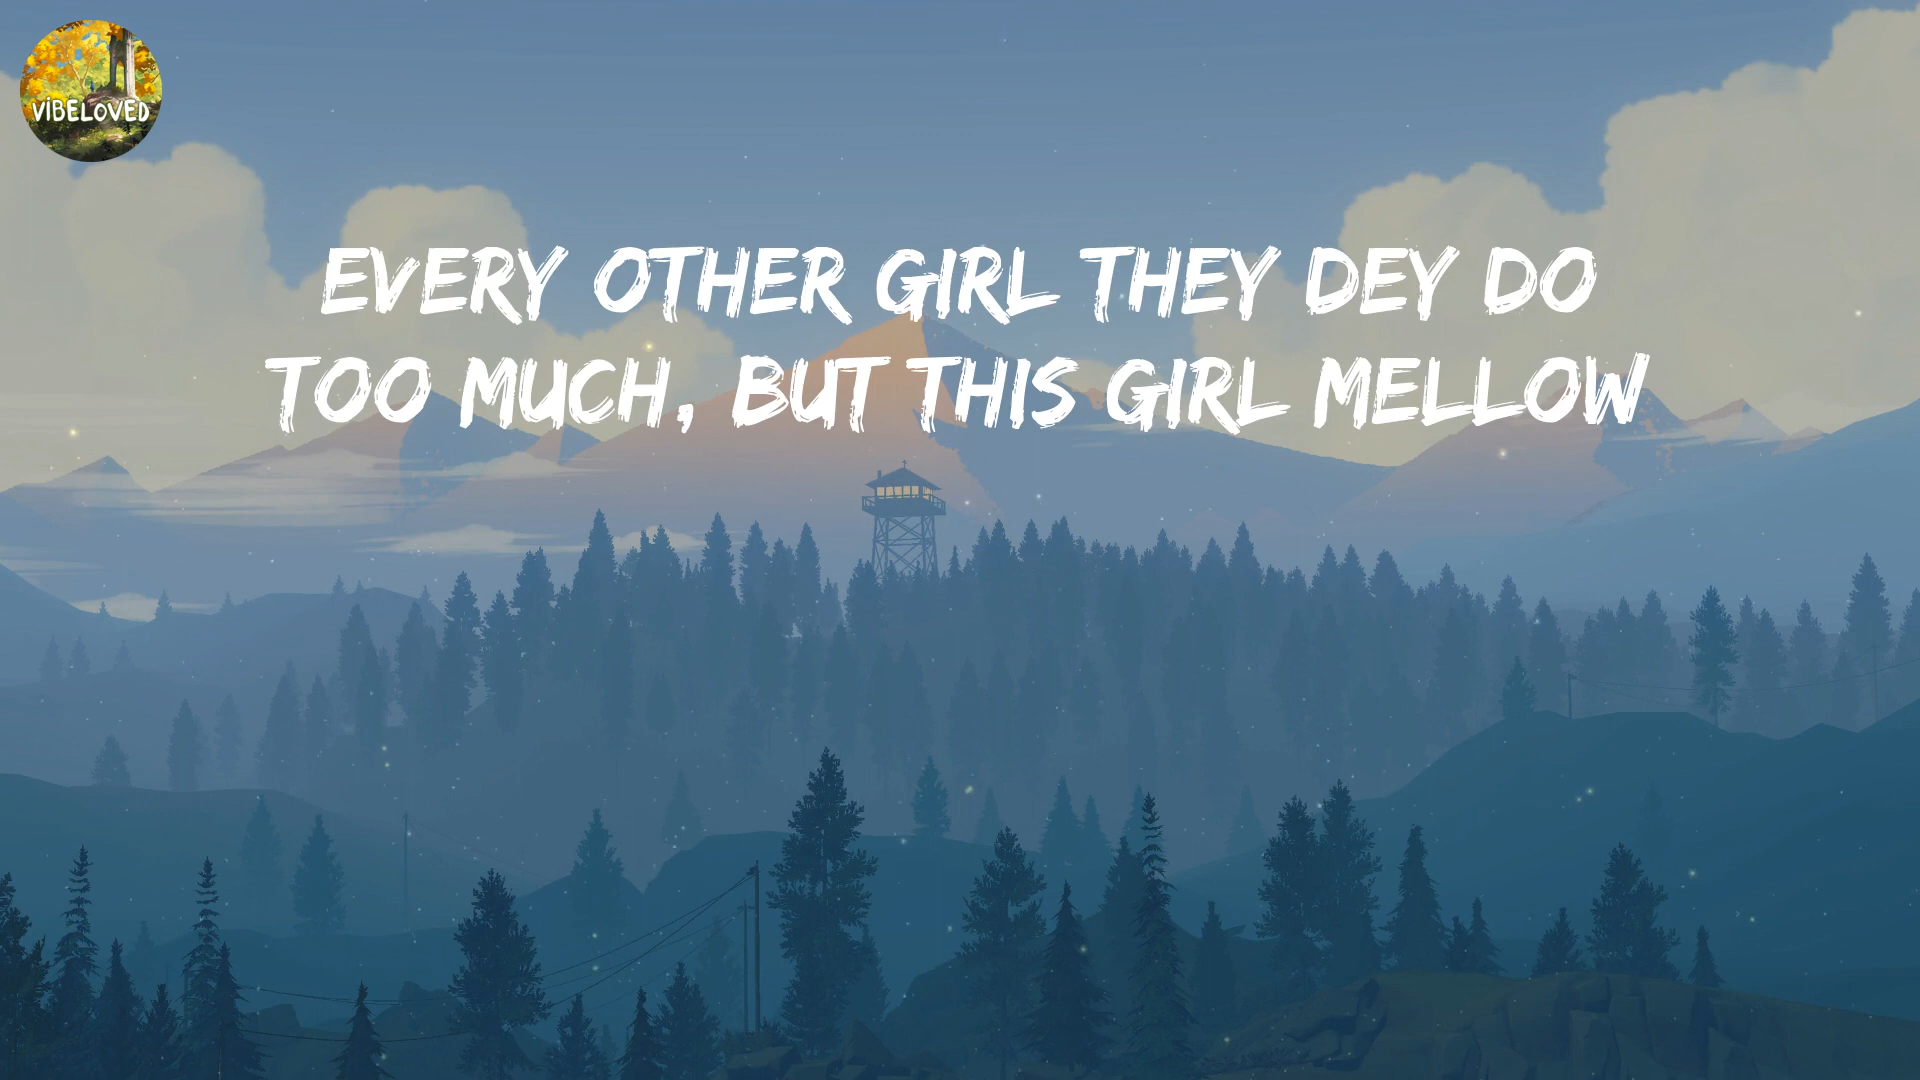 VIBELOVED
EVERY OTHER GIRL THEY DEY DO
TOO MUCH, BUT THIS GIRL MELLOW